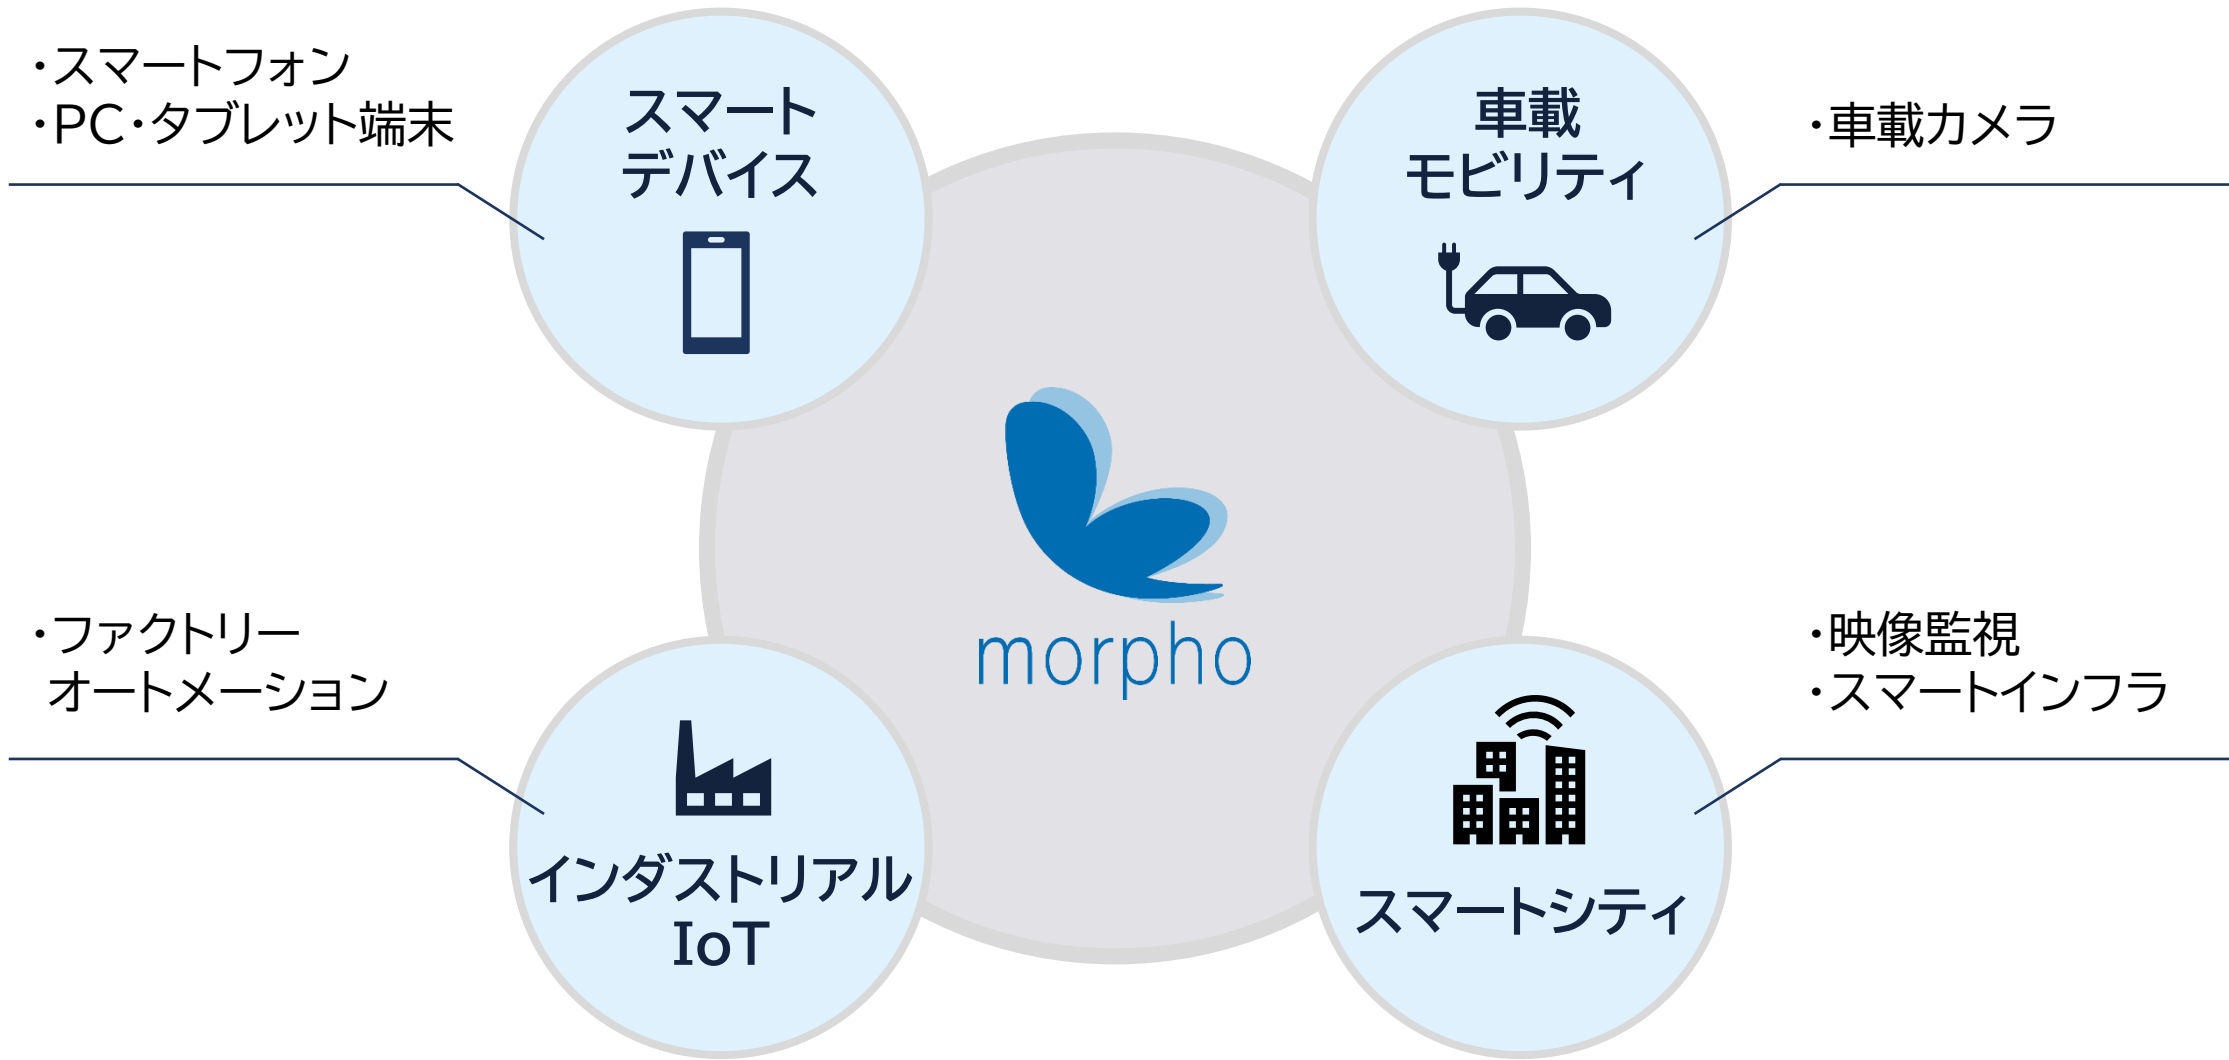 ・スマートフォン
・PC・タブレット端末
スマート
デバイス
車載
モビリティ
・車載カメラ
morpho
・ファクトリー
オートメーション
インダストリアル
IoT
スマートシティ
・映像監視
・スマートインフラ